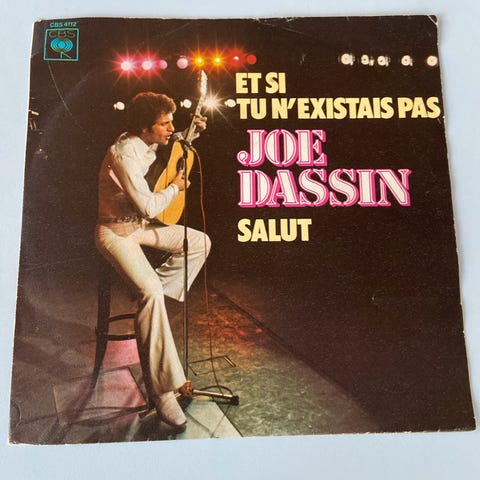 CBS 4112
CBS
ET SI
TU N'EXISTAIS PAS
JOE
DASSIN
SALUT